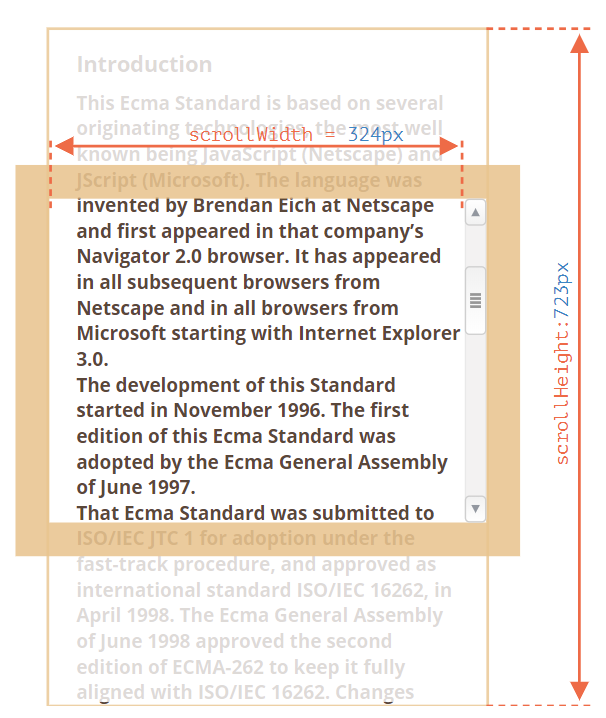 Introduction
This Ecma Standard is based on several
originating technologies, the most well
scrollWidth = 324px
known being JavaScript (Netscape) and
JScript (Microsoft). The language was
invented by Brendan Eich at Netscape
and first appeared in that company’s
Navigator 2.0 browser. It has appeared
in all subsequent browsers from
Netscape and in all browsers from
Microsoft starting with Internet Explorer
3.0.
The development of this Standard
started in November 1996. The first
edition of this Ecma Standard was
adopted by the Ecma General Assembly
of June 1997.
That Ecma Standard was submitted to
ISO/IEC JTC 1 for adoption under the
fast-track procedure, and approved as
international standard ISO/IEC 16262, in
April 1998. The Ecma General Assembly
of June 1998 approved the second
edition of ECMA-262 to keep it fully
aligned with ISO/IEC 16262. Changes
scrollHeight:723px